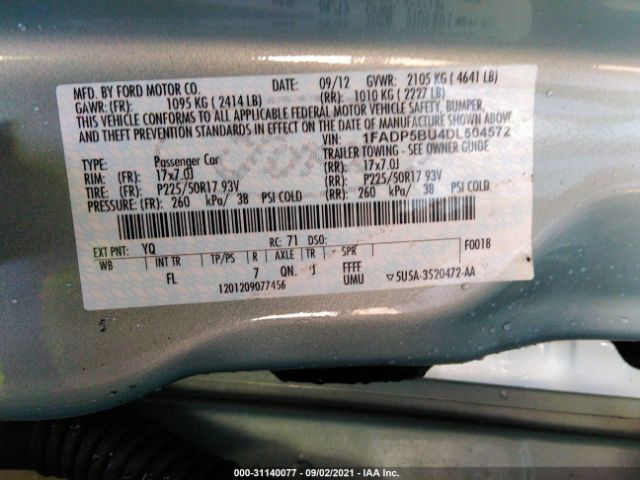 MFD. BY FORD MOTOR CO. DATE: 09/12 GVWR: 2105 KG ( 4641 LB)
GAWR: (FR): 1095 KG ( 2414 LB) (RR): 1010 KG ( 2227 LB)
THIS VEHICLE CONFORMS TO ALL APPLICABLE FEDERAL MOTOR VEHICLE SAFETY, BUMPER,
AND THEFT PREVENTION STANDARDS IN EFFECT ON THE DATE OF MANUFACTURE SHOWN ABOVE.
VIN: 1FADP5BU4DL504572
TYPE: Passenger Car TRAILER TOWING - SEE OWNER GUIDE
RIM: (FR): 17x7.0J (RR): 17x7.0J
TIRE: (FR): P225/50R17 93V (RR): P225/50R17 93V
PRESSURE: (FR): 260 kPa/ 38 PSI COLD (RR): 260 kPa/ 38 PSI COLD
EXT PNT: YQ RC: 71 DSO: F0018
WB INT TR TP/PS R AXLE TR SPR
FL 7 QN J FFFF
UMU
1201209077456 5U5A-3520472-AA
000-31140077 - 09/02/2021 - IAA Inc.